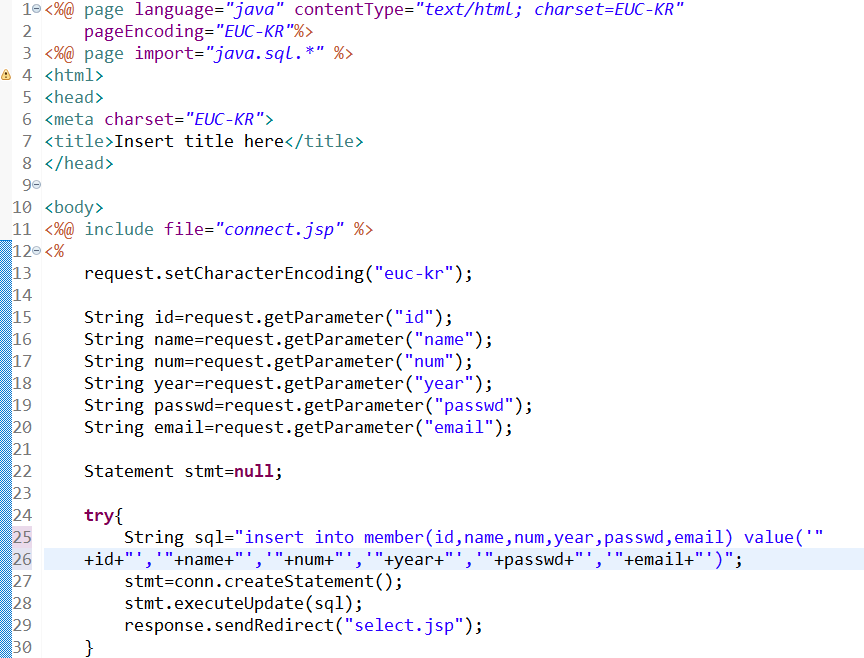 1 <%@ page language="java" contentType="text/html; charset=EUC-KR"
2     pageEncoding="EUC-KR"%>
3 <%@ page import="java.sql.*" %>
4 <html>
5 <head>
6 <meta charset="EUC-KR">
7 <title>Insert title here</title>
8 </head>
9
10 <body>
11 <%@ include file="connect.jsp" %>
12 <%
13     request.setCharacterEncoding("euc-kr");
14
15     String id=request.getParameter("id");
16     String name=request.getParameter("name");
17     String num=request.getParameter("num");
18     String year=request.getParameter("year");
19     String passwd=request.getParameter("passwd");
20     String email=request.getParameter("email");
21
22     Statement stmt=null;
23
24     try{
25         String sql="insert into member(id,name,num,year,passwd,email) value('"
26     +id+"','"+name+"','"+num+"','"+year+"','"+passwd+"','"+email+"')";
27         stmt=conn.createStatement();
28         stmt.executeUpdate(sql);
29         response.sendRedirect("select.jsp");
30     }